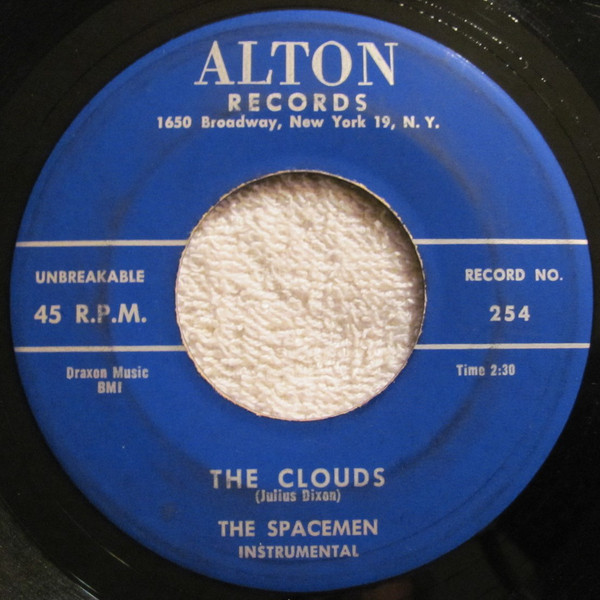 ALTON
RECORDS
1650 Broadway, New York 19, N. Y.
UNBREAKABLE
45 R.P.M.
RECORD NO.
254
Draxon Music
BMI
Time 2:30
THE CLOUDS
(Julius Dixon)
THE SPACEMEN
INSTRUMENTAL